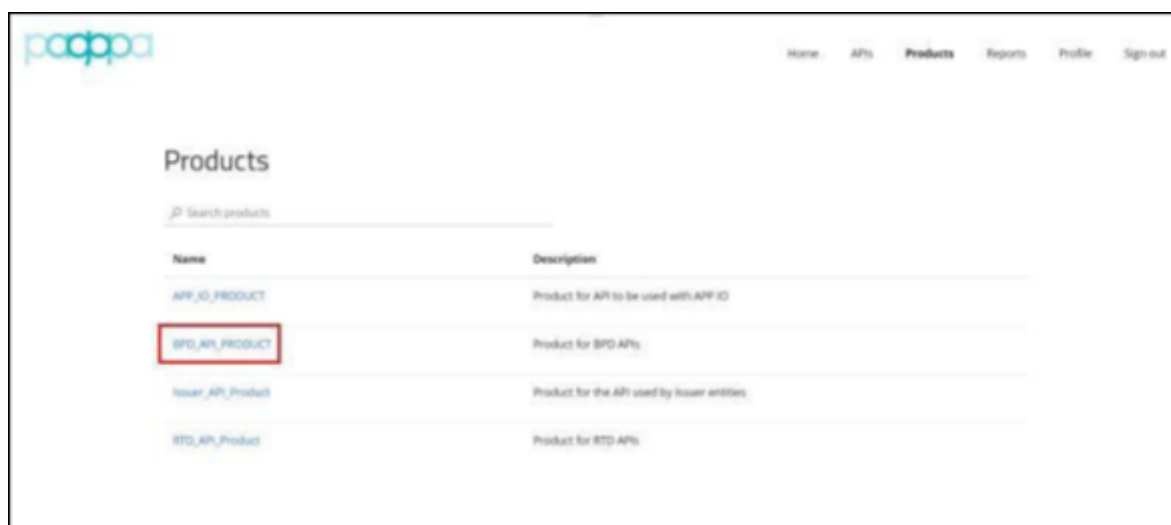 pagopa
Home APIs Products Reports Profile Sign out
Products
Search products
Name Description
APP_IO_PRODUCT Product for API to be used with APP IO
BPD_API_PRODUCT Product for BPD APIs
Issuer_API_Product Product for the API used by Issuer entities
RTD_API_Product Product for RTD APIs